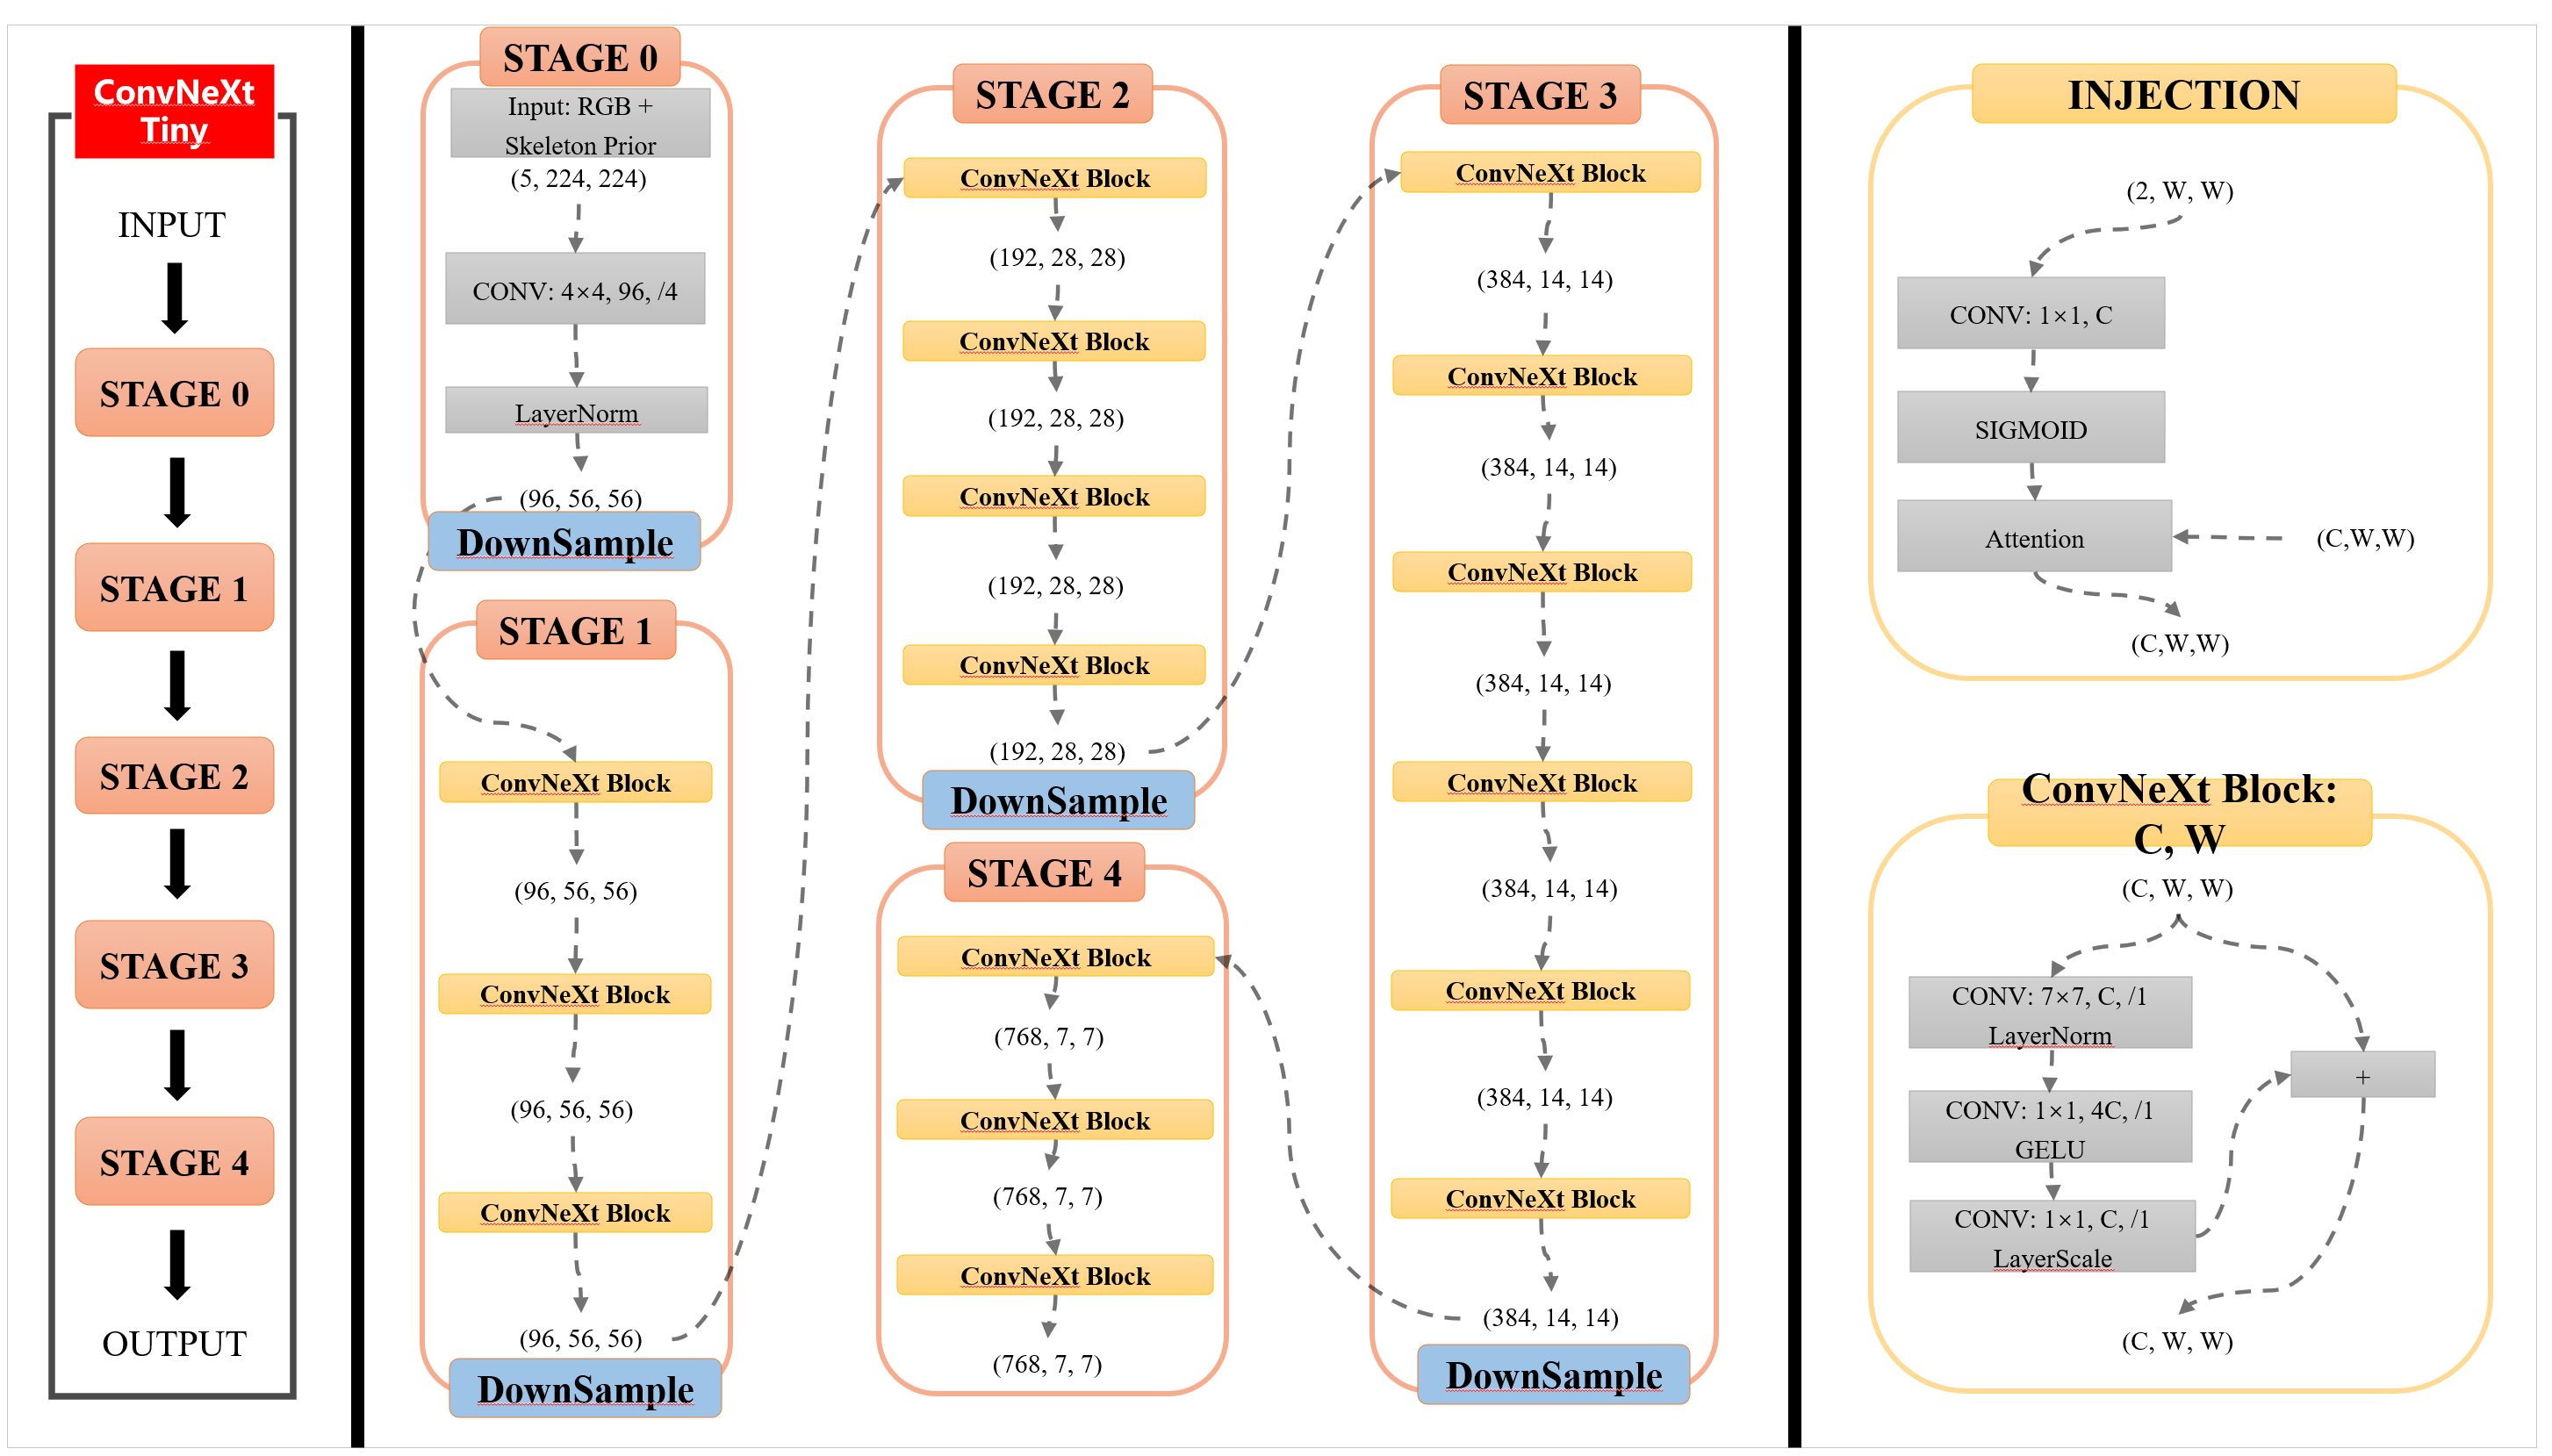 ConvNeXt
Tiny
INPUT
STAGE 0
STAGE 1
STAGE 2
STAGE 3
STAGE 4
OUTPUT
STAGE 0
Input: RGB +
Skeleton Prior
(5, 224, 224)
CONV: 4×4, 96, /4
LayerNorm
(96, 56, 56)
DownSample
STAGE 1
ConvNeXt Block
(96, 56, 56)
ConvNeXt Block
(96, 56, 56)
ConvNeXt Block
(96, 56, 56)
DownSample
STAGE 2
ConvNeXt Block
(192, 28, 28)
ConvNeXt Block
(192, 28, 28)
ConvNeXt Block
(192, 28, 28)
ConvNeXt Block
(192, 28, 28)
DownSample
STAGE 4
ConvNeXt Block
(768, 7, 7)
ConvNeXt Block
(768, 7, 7)
ConvNeXt Block
(768, 7, 7)
STAGE 3
ConvNeXt Block
(384, 14, 14)
ConvNeXt Block
(384, 14, 14)
ConvNeXt Block
(384, 14, 14)
ConvNeXt Block
(384, 14, 14)
ConvNeXt Block
(384, 14, 14)
ConvNeXt Block
(384, 14, 14)
DownSample
INJECTION
(2, W, W)
CONV: 1×1, C
SIGMOID
Attention
(C,W,W)
(C,W,W)
ConvNeXt Block:
C, W
(C, W, W)
CONV: 7×7, C, /1
LayerNorm
+
CONV: 1×1, 4C, /1
GELU
CONV: 1×1, C, /1
LayerScale
(C, W, W)